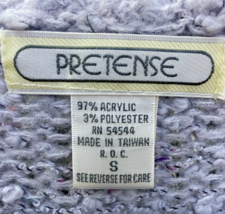 PRETENSE
97% ACRYLIC
3% POLYESTER
RN 54544
MADE IN TAIWAN
R. O. C.
S
SEE REVERSE FOR CARE